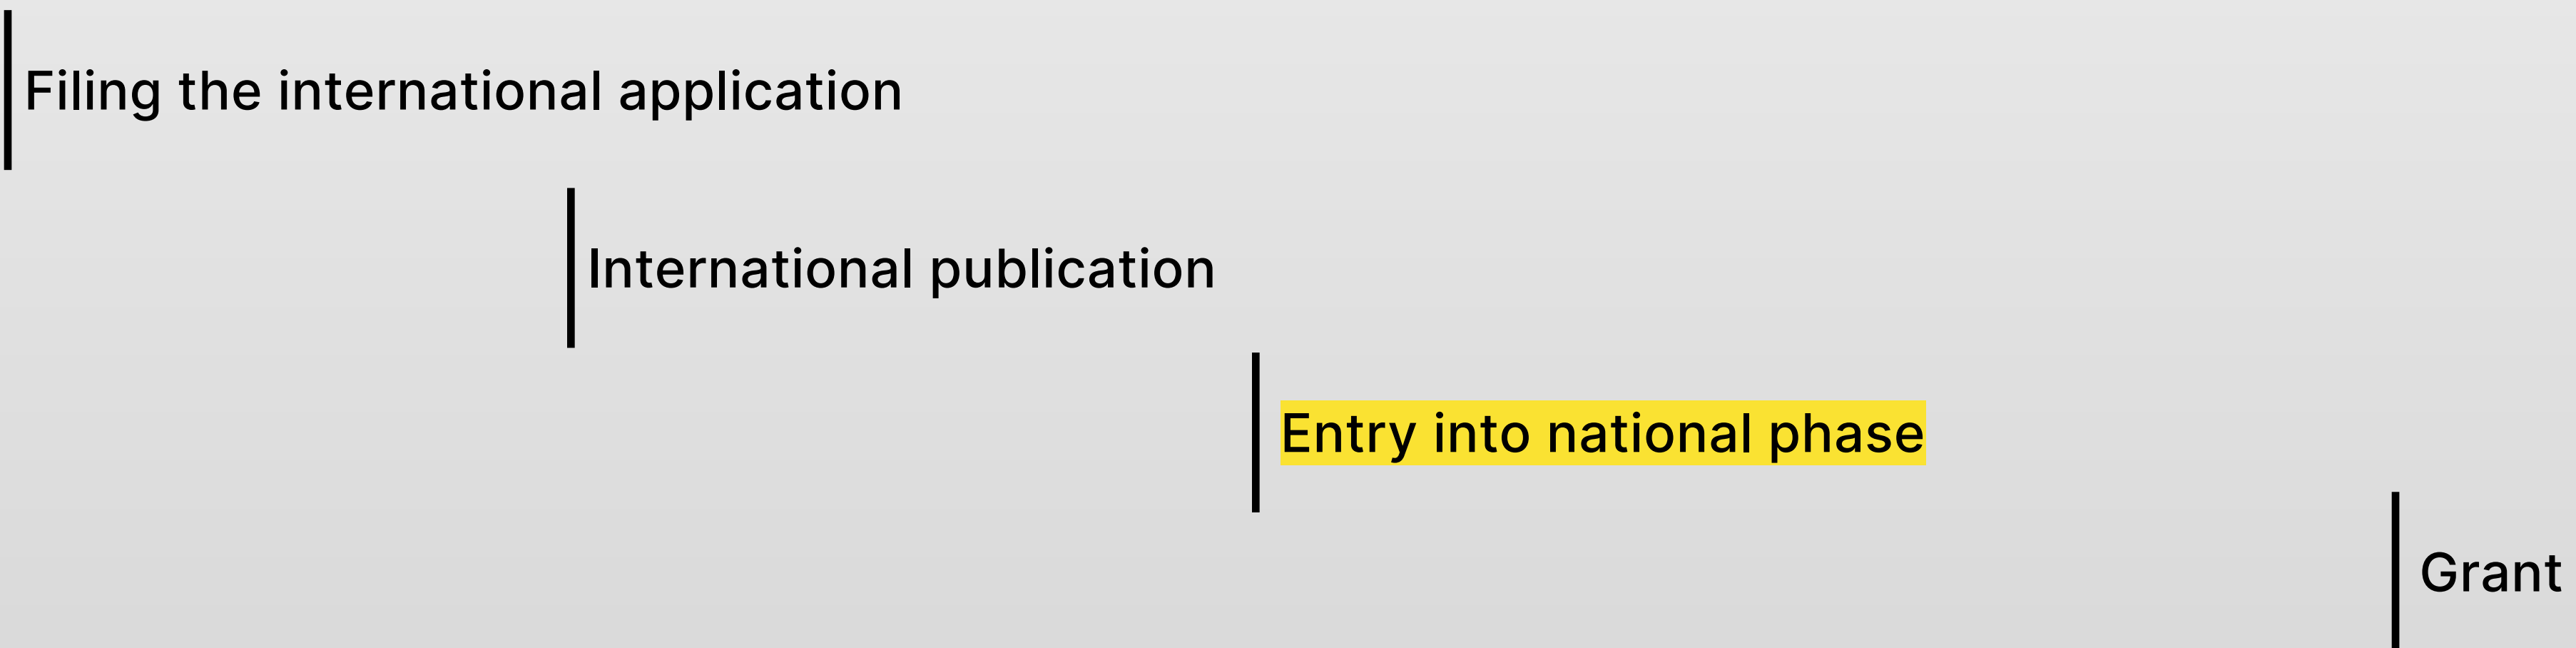 Filing the international application
International publication
Entry into national phase
Grant